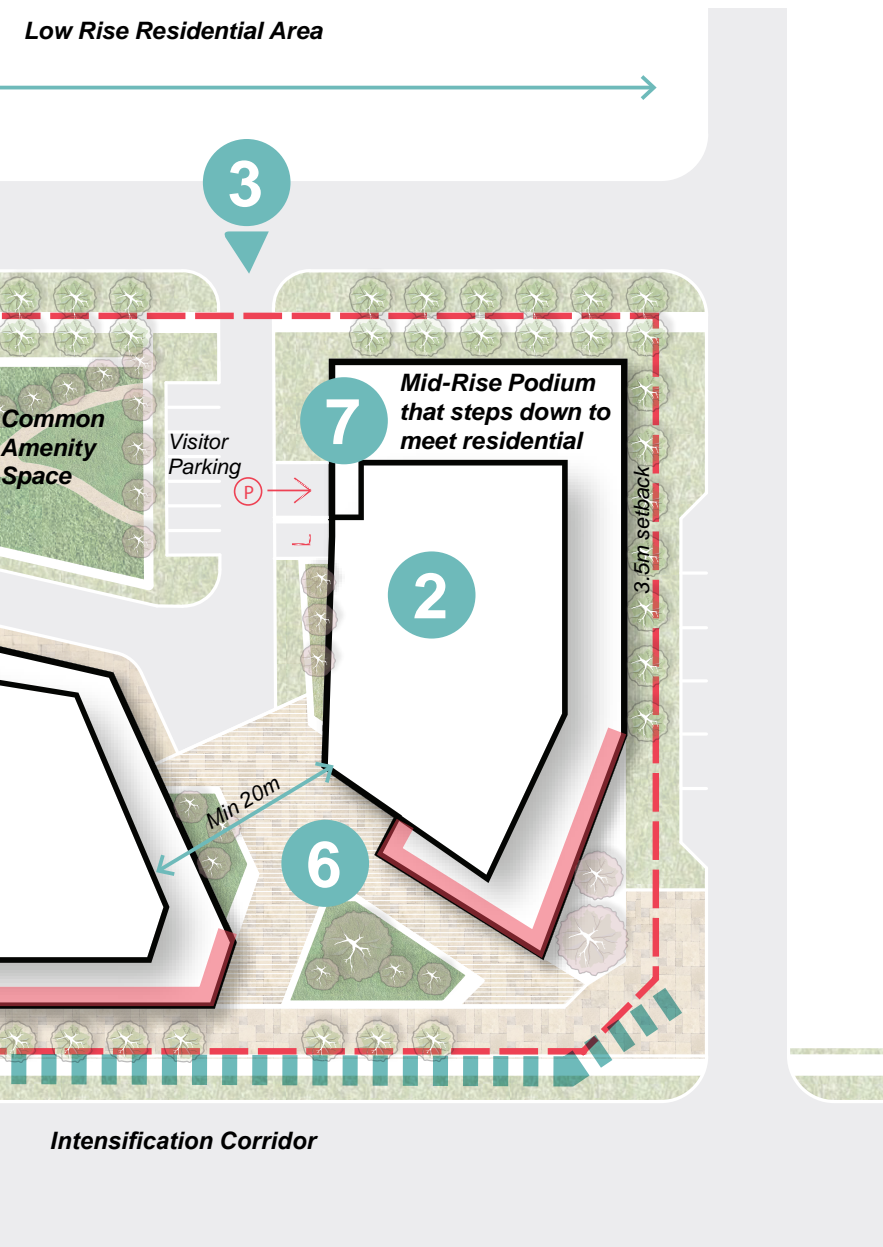 Low Rise Residential Area
3
7
Mid-Rise Podium
that steps down to
meet residential
Common
Amenity
Space
Visitor
Parking
P
3.5m setback
2
Min 20m
6
Intensification Corridor